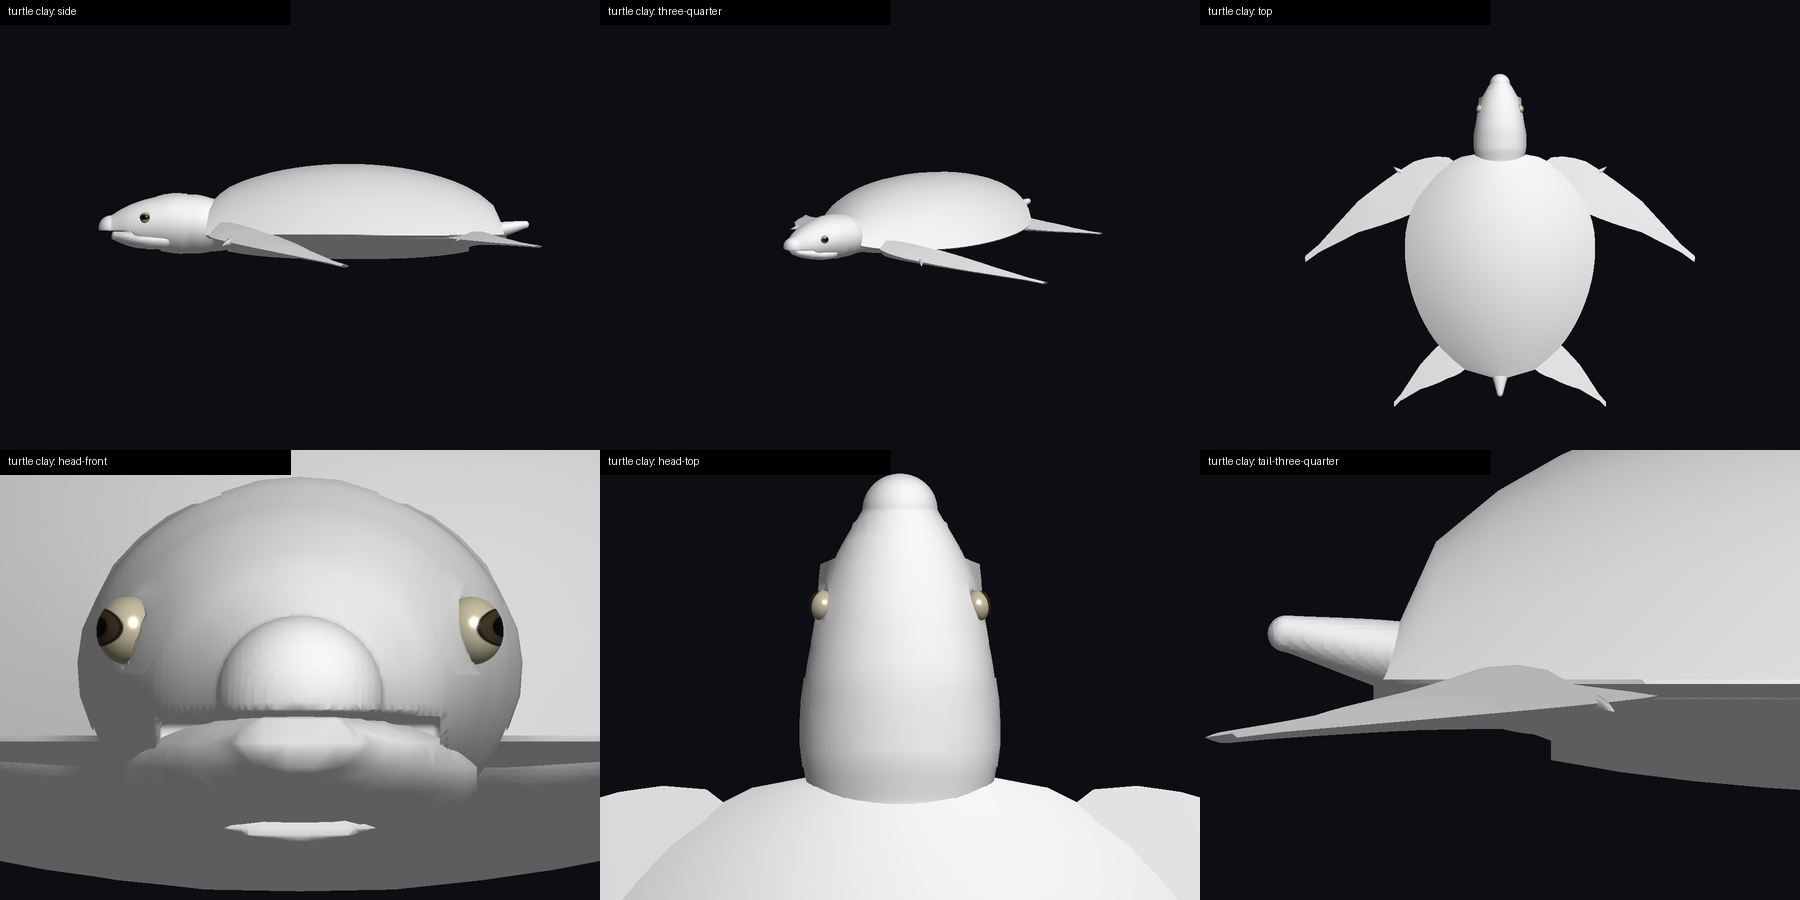 turtle clay: side
turtle clay: three-quarter
turtle clay: top
turtle clay: head-front
turtle clay: head-top
turtle clay: tail-three-quarter